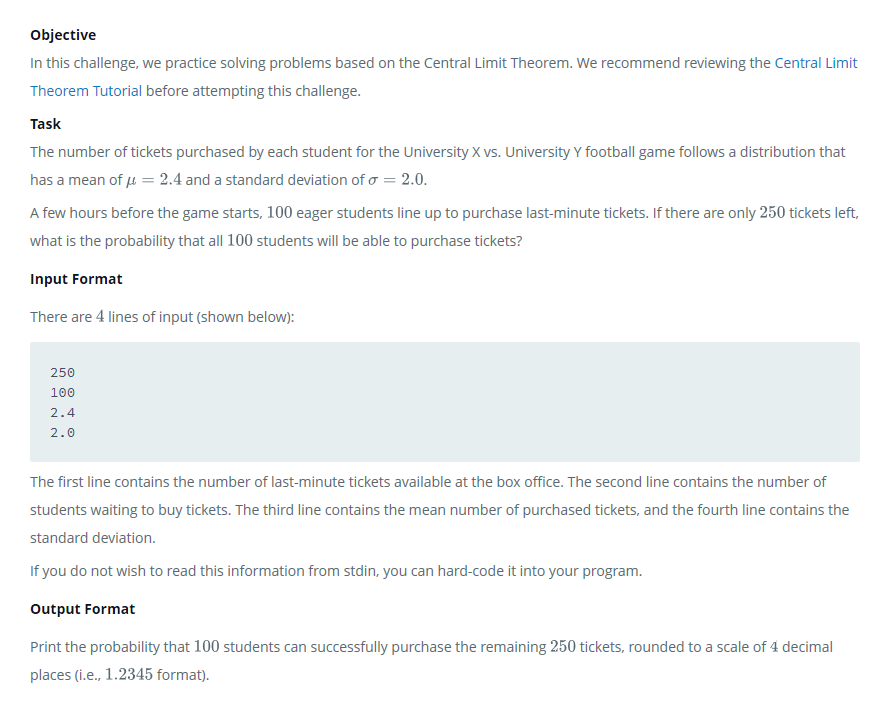 Objective
In this challenge, we practice solving problems based on the Central Limit Theorem. We recommend reviewing the Central Limit
Theorem Tutorial before attempting this challenge.
Task
The number of tickets purchased by each student for the University X vs. University Y football game follows a distribution that
has a mean of μ = 2.4 and a standard deviation of σ = 2.0.
A few hours before the game starts, 100 eager students line up to purchase last-minute tickets. If there are only 250 tickets left,
what is the probability that all 100 students will be able to purchase tickets?
Input Format
There are 4 lines of input (shown below):
250
100
2.4
2.0
The first line contains the number of last-minute tickets available at the box office. The second line contains the number of
students waiting to buy tickets. The third line contains the mean number of purchased tickets, and the fourth line contains the
standard deviation.
If you do not wish to read this information from stdin, you can hard-code it into your program.
Output Format
Print the probability that 100 students can successfully purchase the remaining 250 tickets, rounded to a scale of 4 decimal
places (i.e., 1.2345 format).